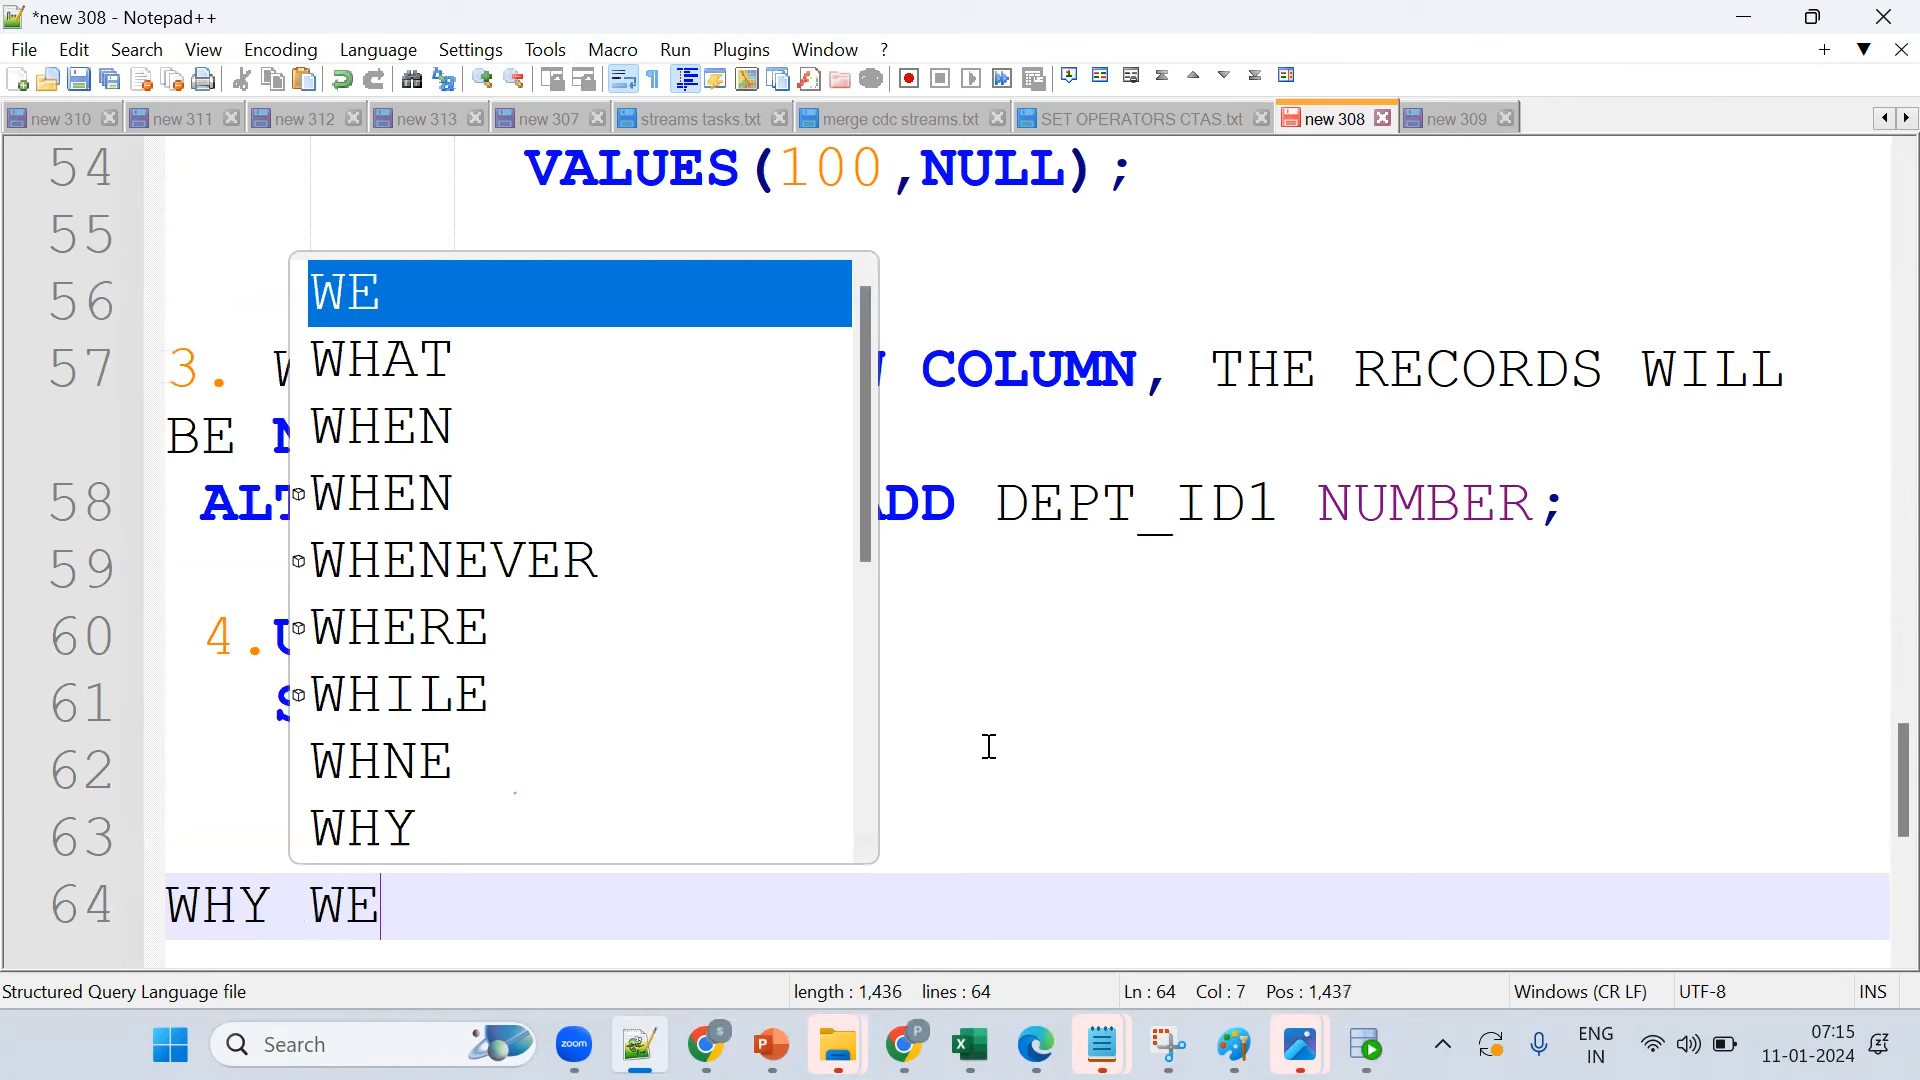 *new 308 - Notepad++
File Edit Search View Encoding Language Settings Tools Macro Run Plugins Window ?
new 310 new 311 new 312 new 313 new 307 streams tasks.txt merge cdc streams.txt SET OPERATORS CTAS.txt new 308 new 309
54 VALUES(100,NULL);
55
56
57 3. COLUMN, THE RECORDS WILL
BE
58 ADD DEPT_ID1 NUMBER;
59
60 4.
61
62
63
64 WHY WE
WE
WHAT
WHEN
WHEN
WHENEVER
WHERE
WHILE
WHNE
WHY
Structured Query Language file length : 1,436 lines : 64 Ln : 64 Col : 7 Pos : 1,437 Windows (CR LF) UTF-8 INS
Search zoom ENG 07:15
IN 11-01-2024